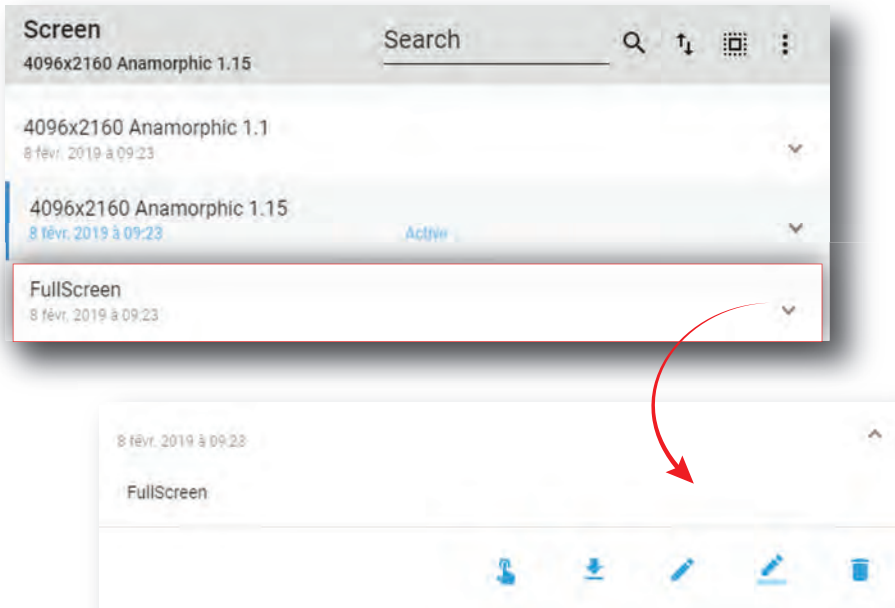 Screen
Search
4096x2160 Anamorphic 1.15
4096x2160 Anamorphic 1.1
8 févr. 2019 à 09:23
4096x2160 Anamorphic 1.15
8 févr. 2019 à 09:23
Active
FullScreen
8 févr. 2019 à 09:23
8 févr. 2019 à 09:23
FullScreen